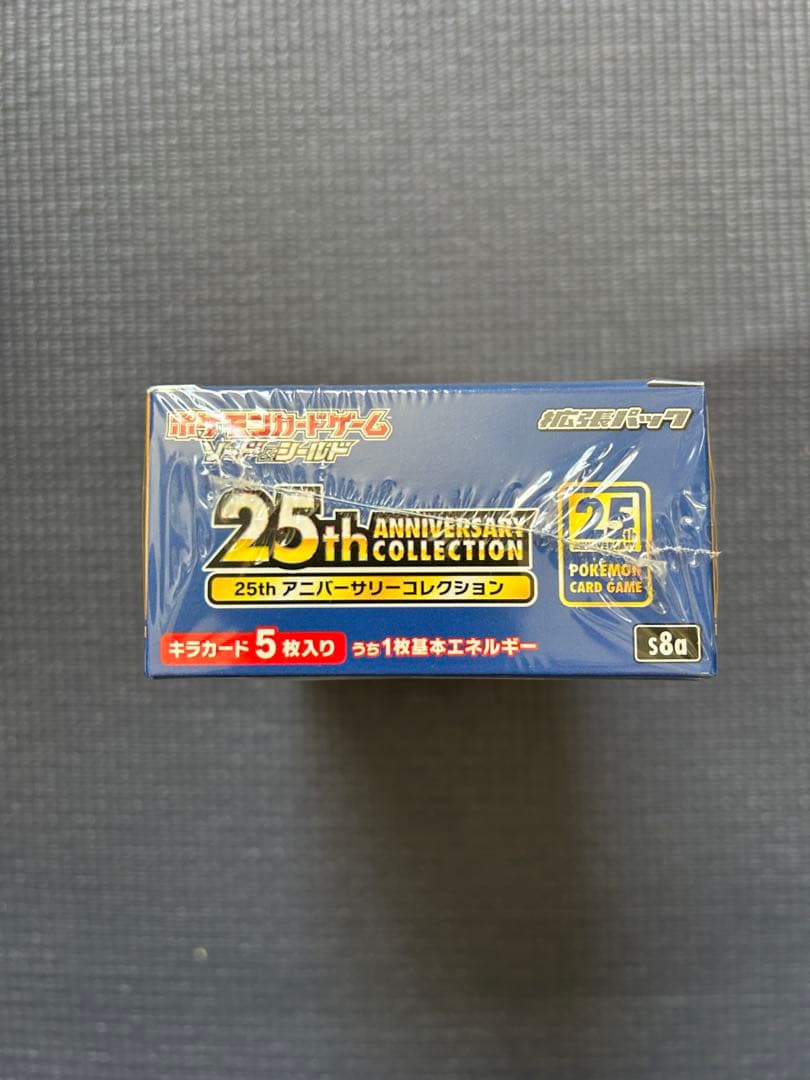 ポケモンカードゲーム
ソード&シールド
拡張パック
25th ANNIVERSARY COLLECTION
25th アニバーサリーコレクション
25th
ANNIVERSARY
POKÉMON
CARD GAME
キラカード 5枚入り うち1枚基本エネルギー
S8a